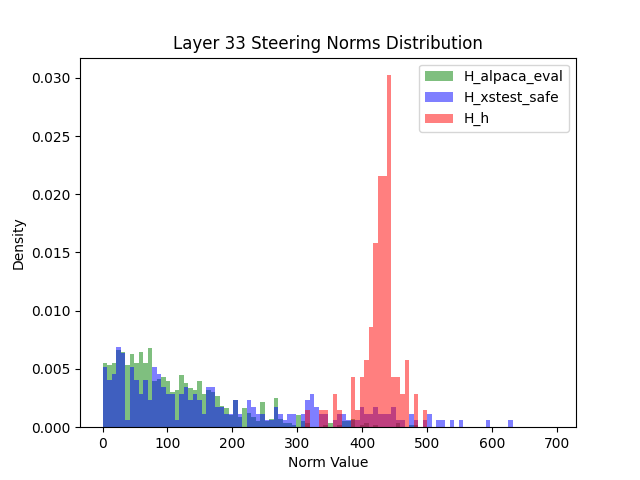 Layer 33 Steering Norms Distribution
H_alpaca_eval
H_xstest_safe
H_h
0.030
0.025
0.020
0.015
0.010
0.005
0.000
Density
0 100 200 300 400 500 600 700
Norm Value